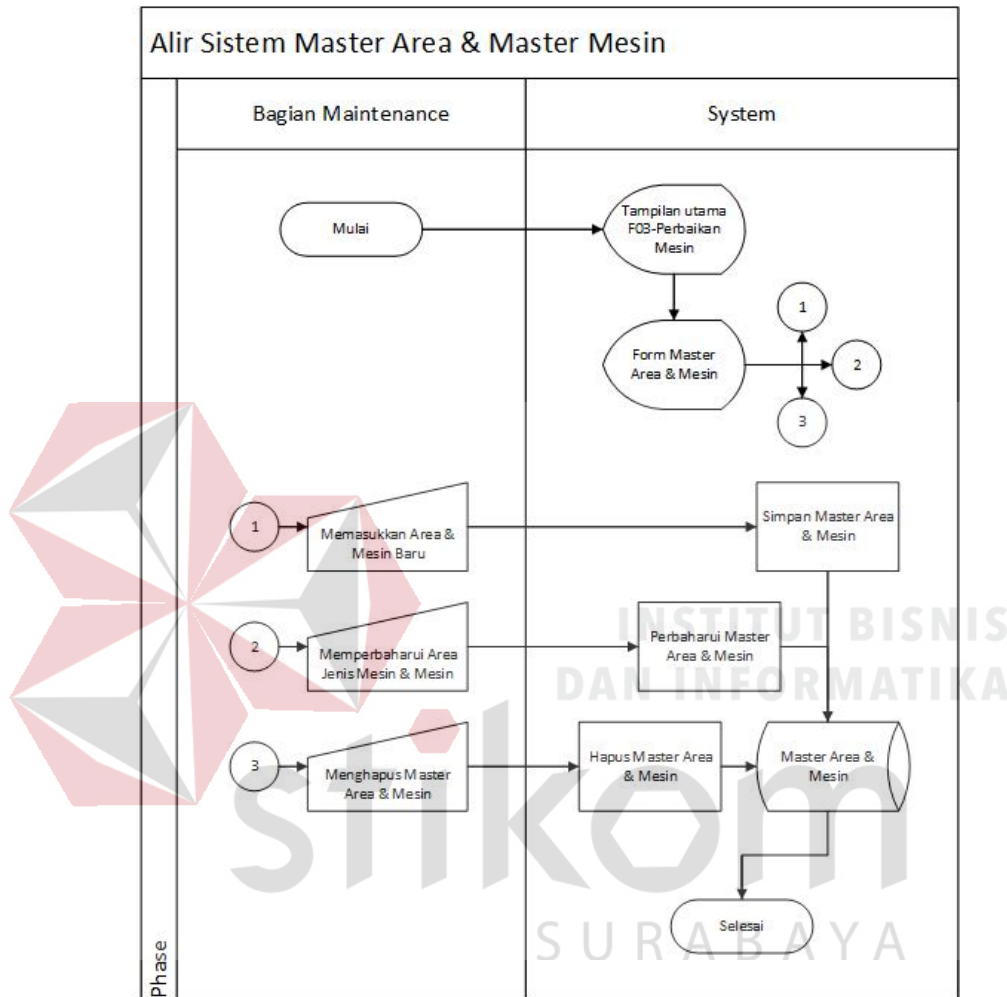 Alir Sistem Master Area & Master Mesin
Bagian Maintenance
System
Mulai
Tampilan utama
F03-Perbaikan
Mesin
Form Master
Area & Mesin
1
2
3
1
Memasukkan Area &
Mesin Baru
Simpan Master Area
& Mesin
2
Memperbaharui Area
Jenis Mesin & Mesin
Perbaharui Master
Area & Mesin
3
Menghapus Master
Area & Mesin
Hapus Master Area
& Mesin
Master Area &
Mesin
Selesai
Phase
INSTITUT BISNIS
DAN INFORMATIKA
stikom
SURABAYA